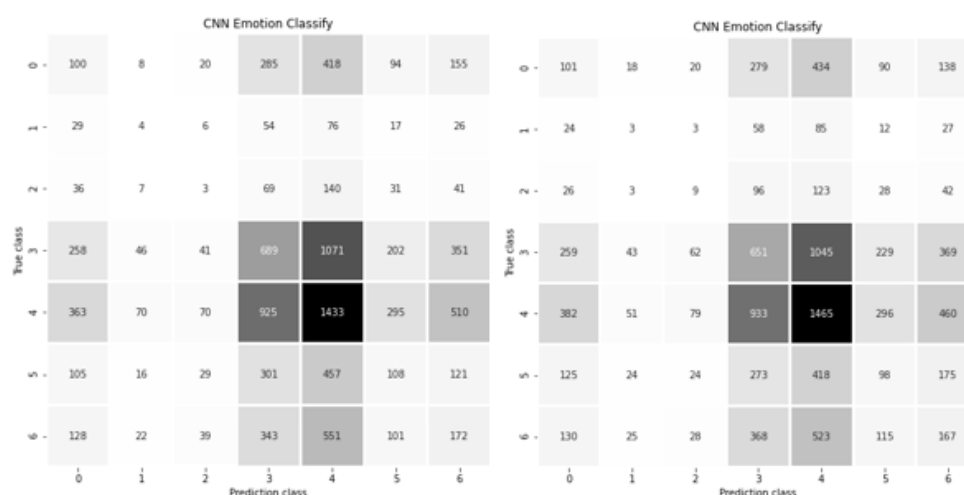 CNN Emotion Classify
True class
0 100 8 20 285 418 94 155
1 29 4 6 54 76 17 26
2 36 7 3 69 140 31 41
3 258 46 41 689 1071 202 351
4 363 70 70 925 1433 295 510
5 105 16 29 301 457 108 121
6 128 22 39 343 551 101 172
0 1 2 3 4 5 6
Prediction class
CNN Emotion Classify
True class
0 101 18 20 279 434 90 138
1 24 3 3 58 85 12 27
2 26 3 9 96 123 28 42
3 259 43 62 651 1045 229 369
4 382 51 79 933 1465 296 460
5 125 24 24 273 418 98 175
6 130 25 28 368 523 115 167
0 1 2 3 4 5 6
Prediction class